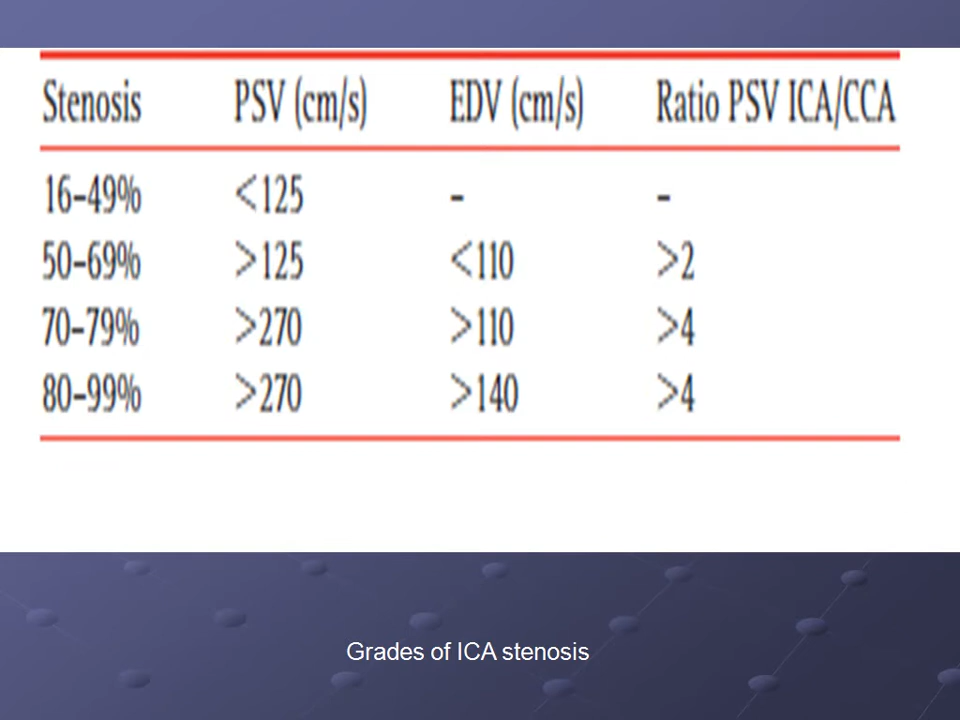 Stenosis PSV (cm/s) EDV (cm/s) Ratio PSV ICA/CCA
16–49% <125 – –
50–69% >125 <110 >2
70–79% >270 >110 >4
80–99% >270 >140 >4
Grades of ICA stenosis